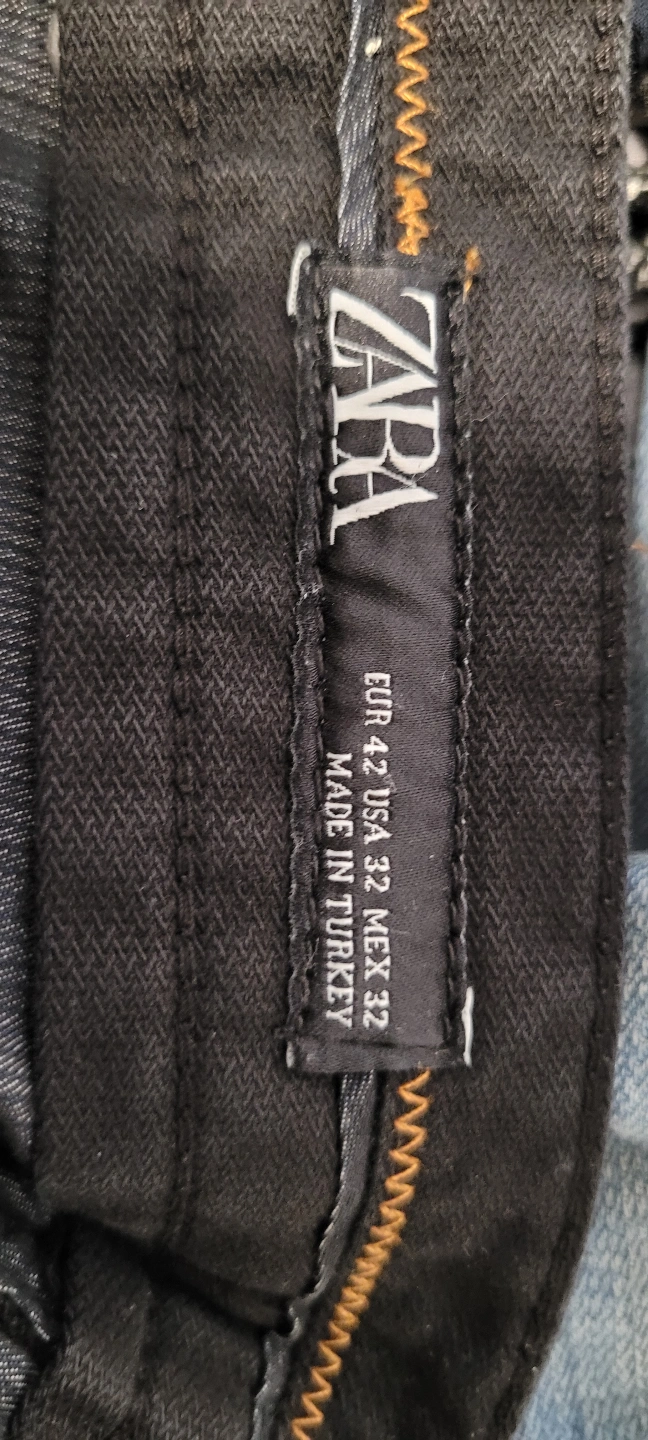 ZARA
EUR 42 USA 32 MEX 32
MADE IN TURKEY